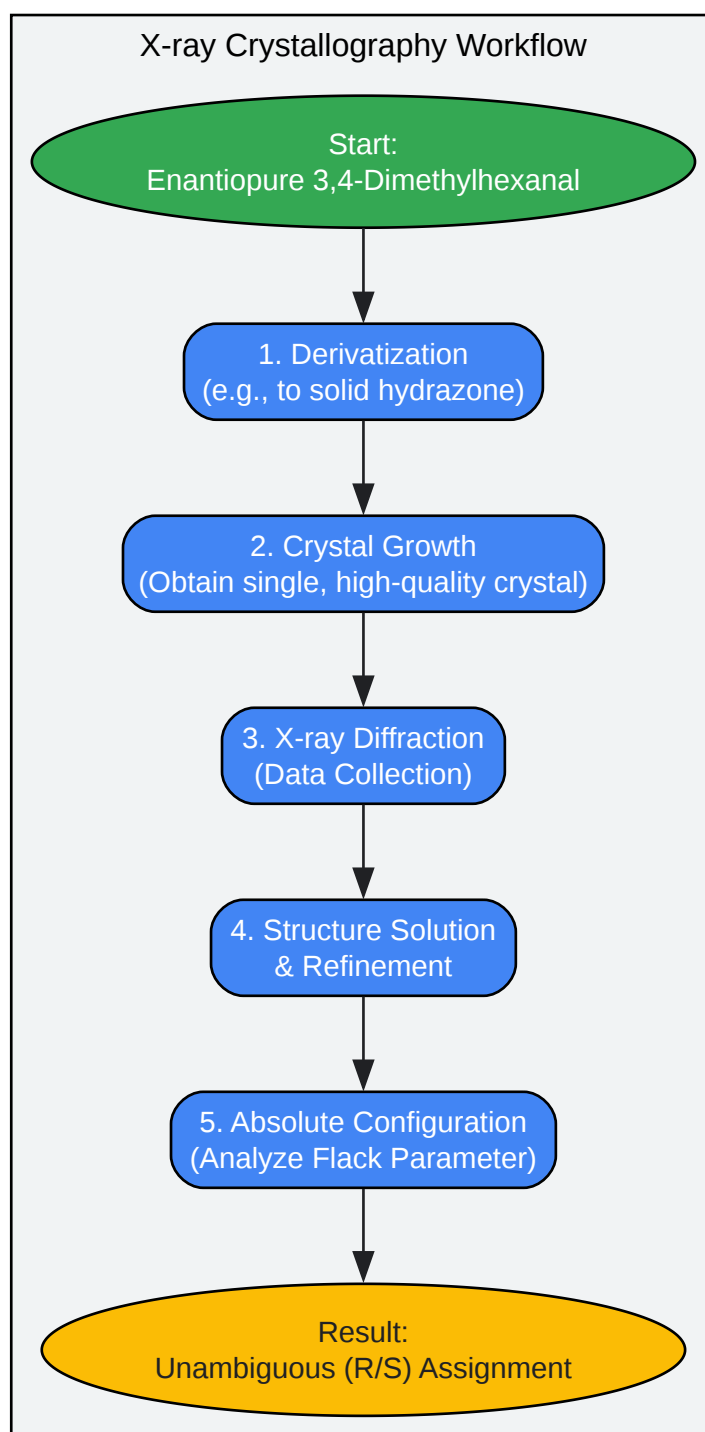 X-ray Crystallography Workflow
Start:
Enantiopure 3,4-Dimethylhexanal
1. Derivatization
(e.g., to solid hydrazone)
2. Crystal Growth
(Obtain single, high-quality crystal)
3. X-ray Diffraction
(Data Collection)
4. Structure Solution
& Refinement
5. Absolute Configuration
(Analyze Flack Parameter)
Result:
Unambiguous (R/S) Assignment